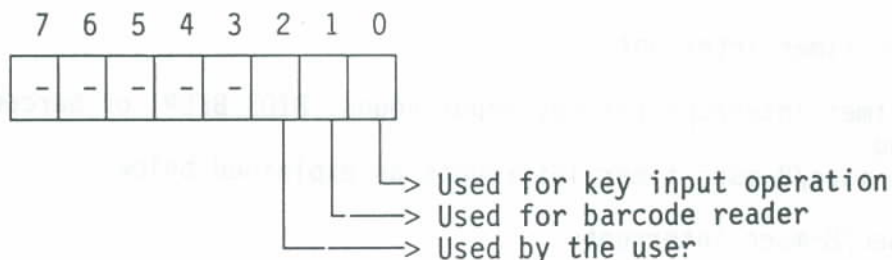 7 6 5 4 3 2 1 0
- - - - -
Used for key input operation
Used for barcode reader
Used by the user